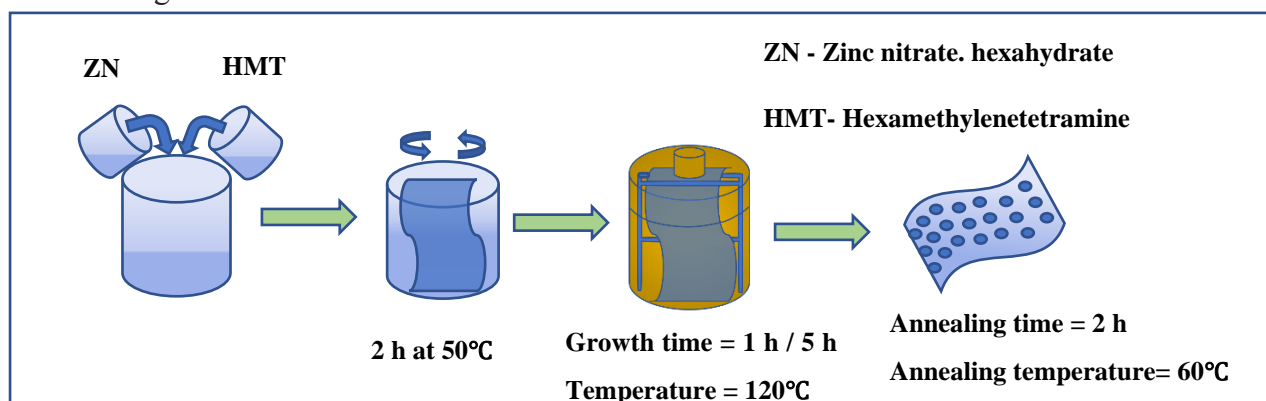 ZN
HMT
ZN - Zinc nitrate. hexahydrate
HMT- Hexamethylenetetramine
2 h at 50℃
Growth time = 1 h / 5 h
Temperature = 120℃
Annealing time = 2 h
Annealing temperature= 60℃